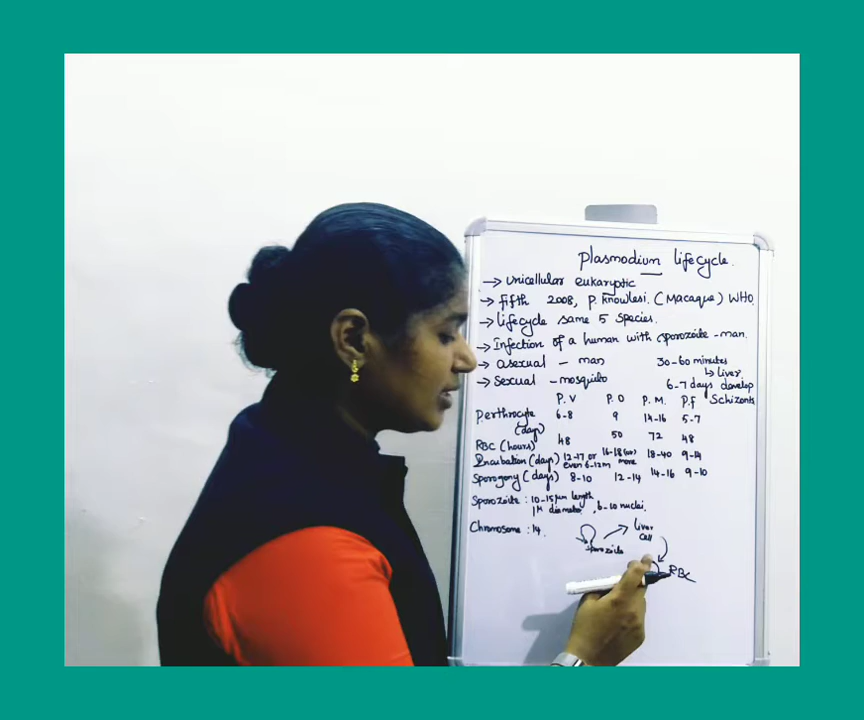 Plasmodium lifecycle.
→ Unicellular eukaryotic
→ fifth 2008, P. Knowlesi. (Macaque) WHO
→ Lifecycle same 5 species.
→ Infection of a human with sporozoite - man.
→ asexual - man 30-60 minutes
↳ liver
→ Sexual - mosquito 6-7 days develop
P.V P.O P.M. P.f Schizonts
Perthrocyte 6-8 9 14-16 5-7
(days)
RBC (hours) 48 50 72 48
Incubation (days) 12-17 or 16-18 (or) 18-40 9-14
even 6-12m more
Sporogony (days) 8-10 12-14 14-16 9-10
Sporozoite : 10-15μm length
1μ diameter, 6-10 nuclei.
Chromosome : 14.
liver
cell
Sporozoite
RBC